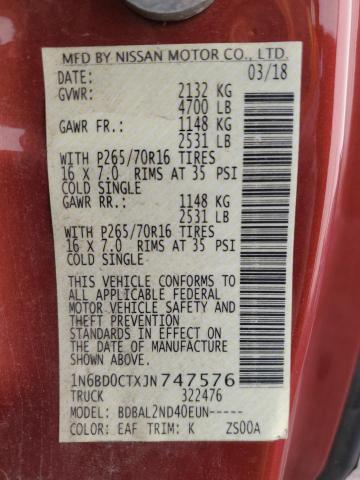 MFD BY NISSAN MOTOR CO., LTD.
DATE: 03/18
GVWR: 2132 KG
4700 LB
GAWR FR.: 1148 KG
2531 LB
WITH P265/70R16 TIRES
16 X 7.0 RIMS AT 35 PSI
COLD SINGLE
GAWR RR.: 1148 KG
2531 LB
WITH P265/70R16 TIRES
16 X 7.0 RIMS AT 35 PSI
COLD SINGLE
THIS VEHICLE CONFORMS TO
ALL APPLICABLE FEDERAL
MOTOR VEHICLE SAFETY AND
THEFT PREVENTION
STANDARDS IN EFFECT ON
THE DATE OF MANUFACTURE
SHOWN ABOVE.
1N6BD0CTXJN747576
TRUCK 322476
MODEL: BDBAL2ND40EUN-----
COLOR: EAF TRIM: K ZS00A